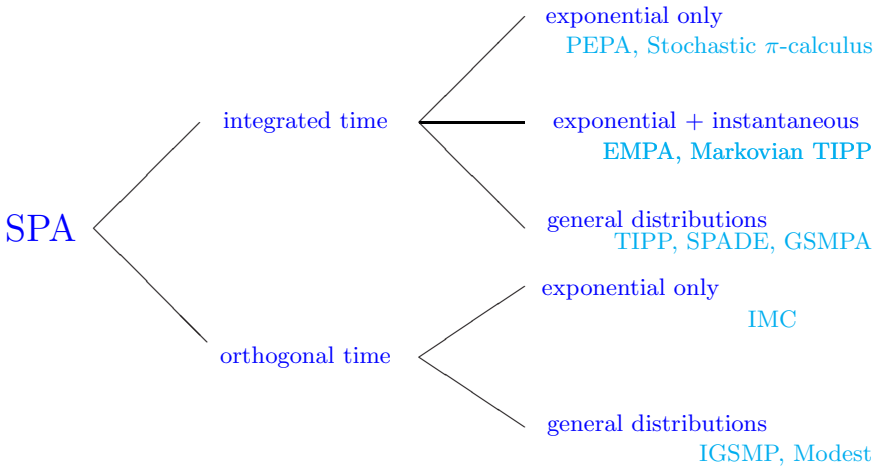 exponential only
PEPA, Stochastic π-calculus
integrated time
exponential + instantaneous
EMPA, Markovian TIPP
SPA
general distributions
TIPP, SPADE, GSMPA
exponential only
IMC
orthogonal time
general distributions
IGSMP, Modest